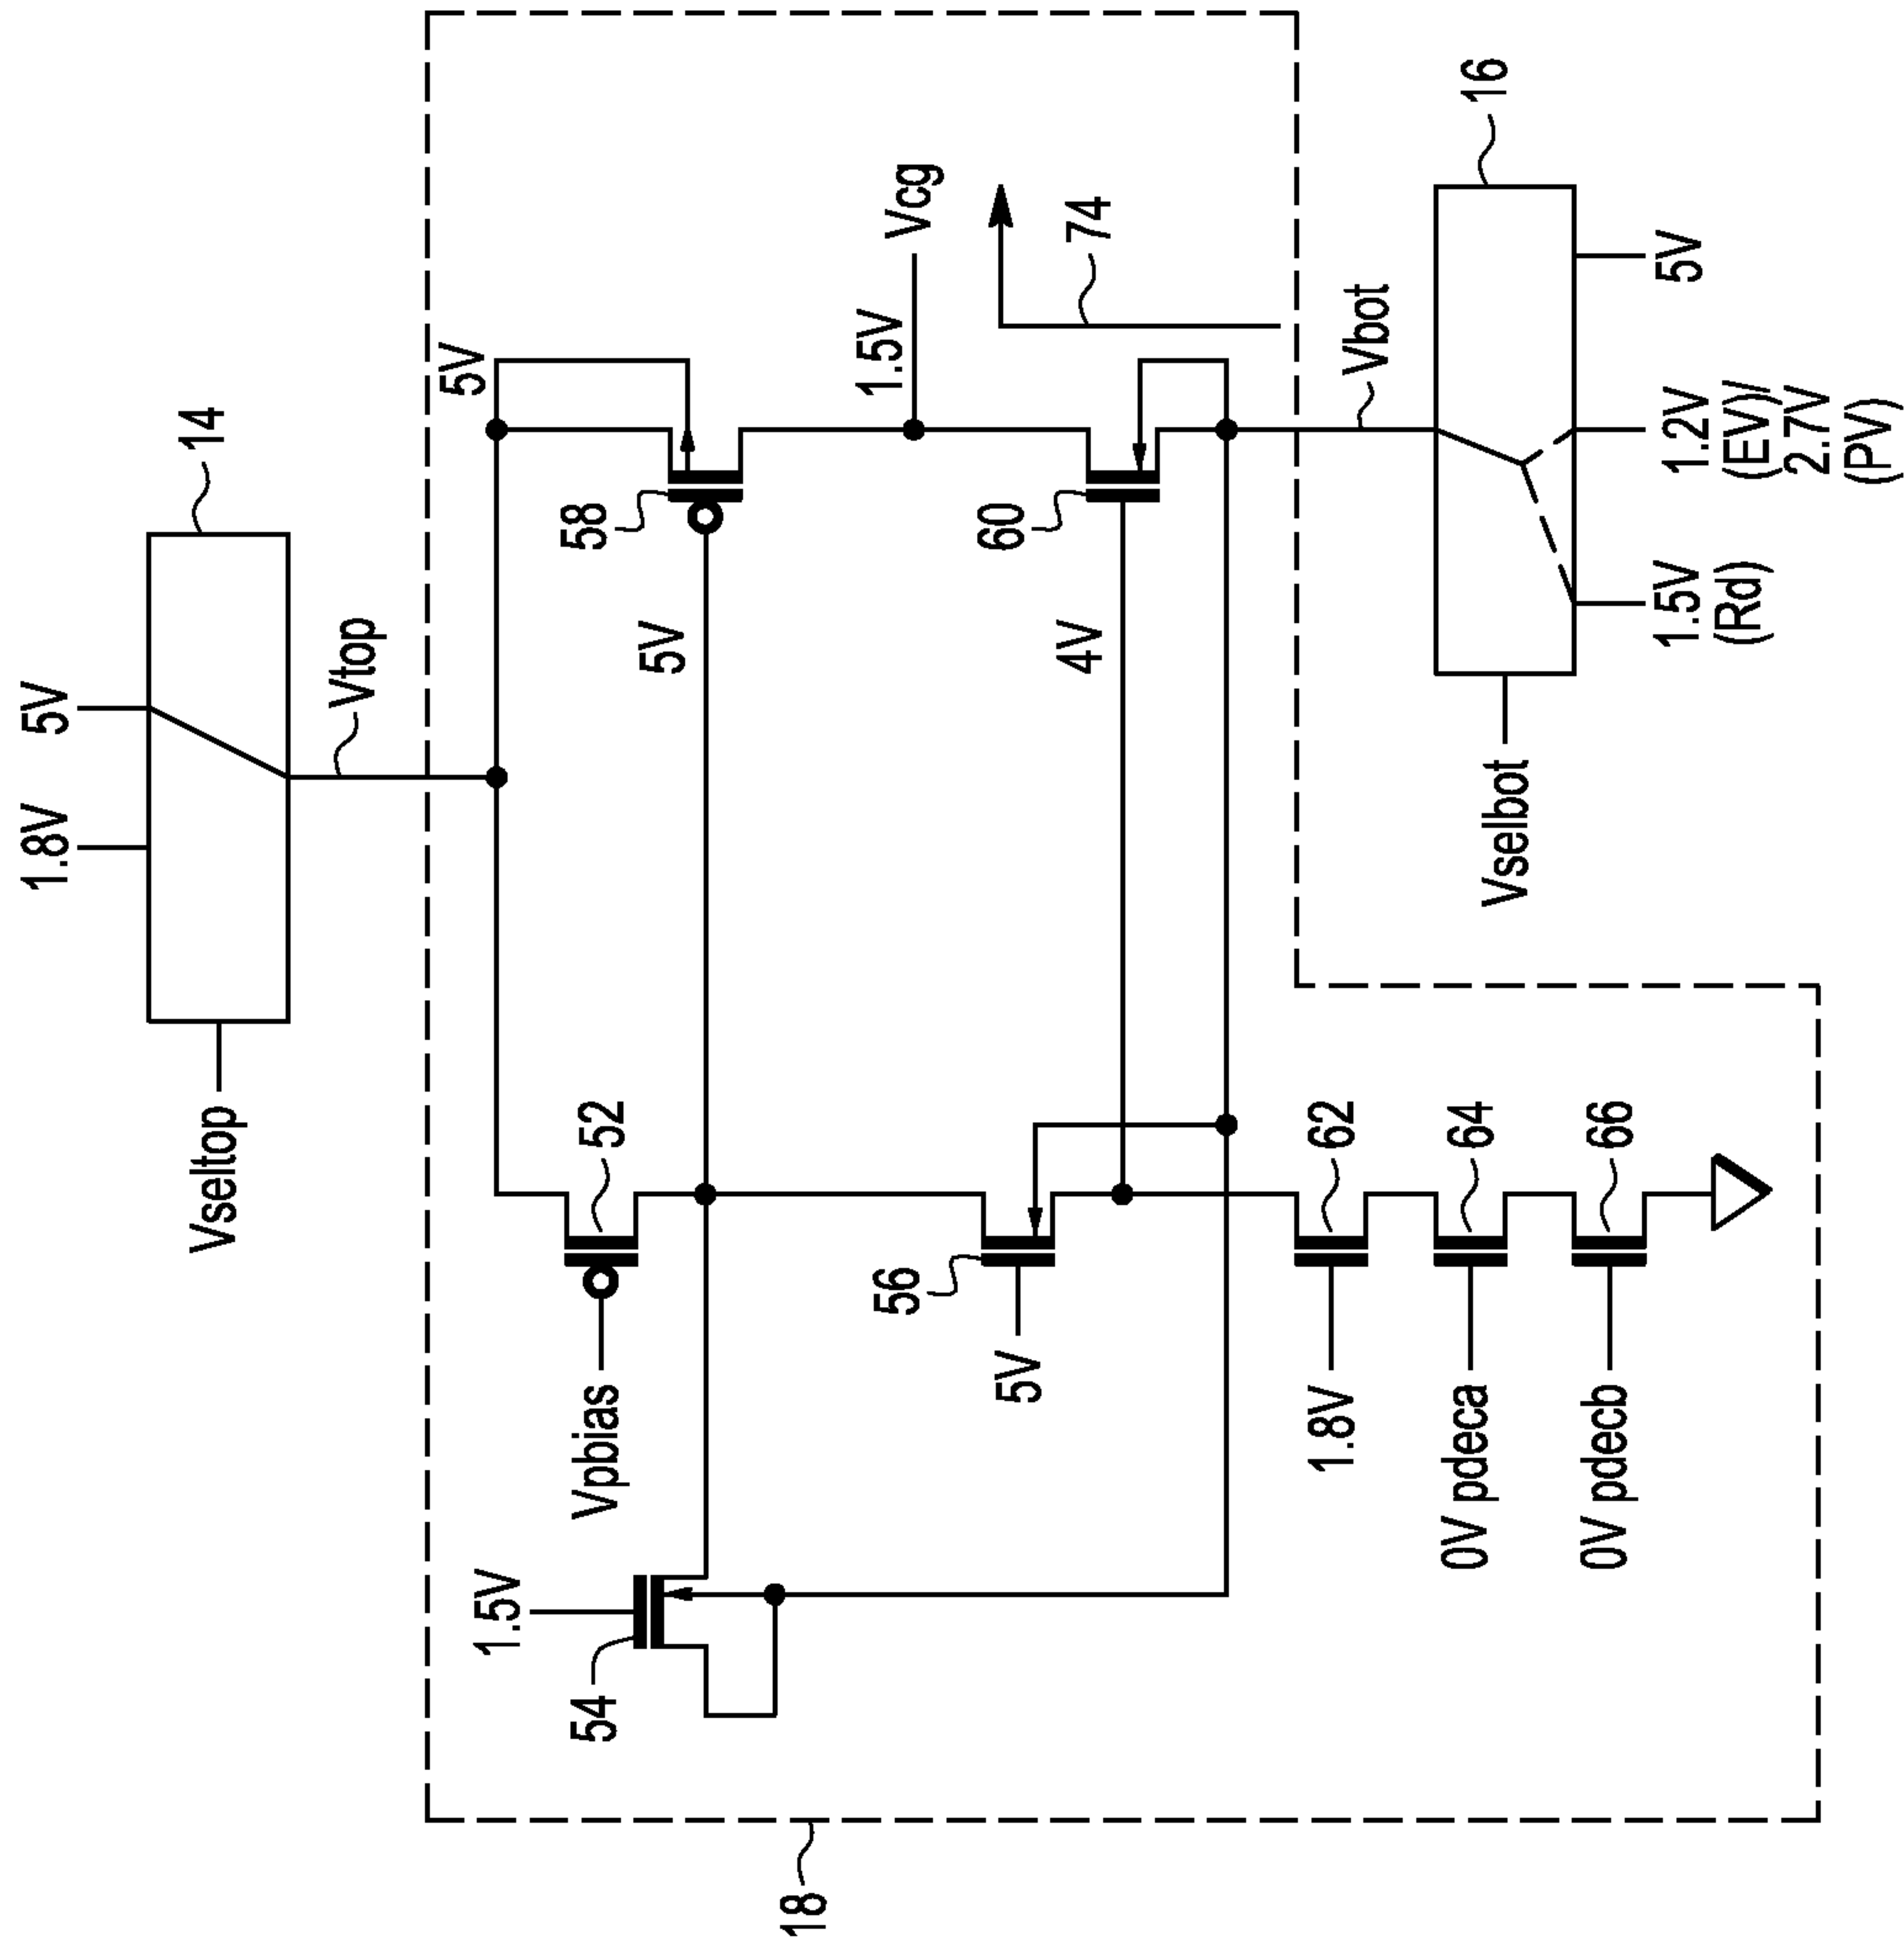 5V
1.8V
14
Vseltop
Vtop
5V
52
Vpbias
58
5V
1.5V
54
1.5V
Vcg
56
5V
60
4V
74
62
1.8V
64
0V pdeca
66
0V pdecb
Vbot
16
Vselbot
1.5V
(Rd)
1.2V
(EV)/
2.7V
(PV)
5V
18